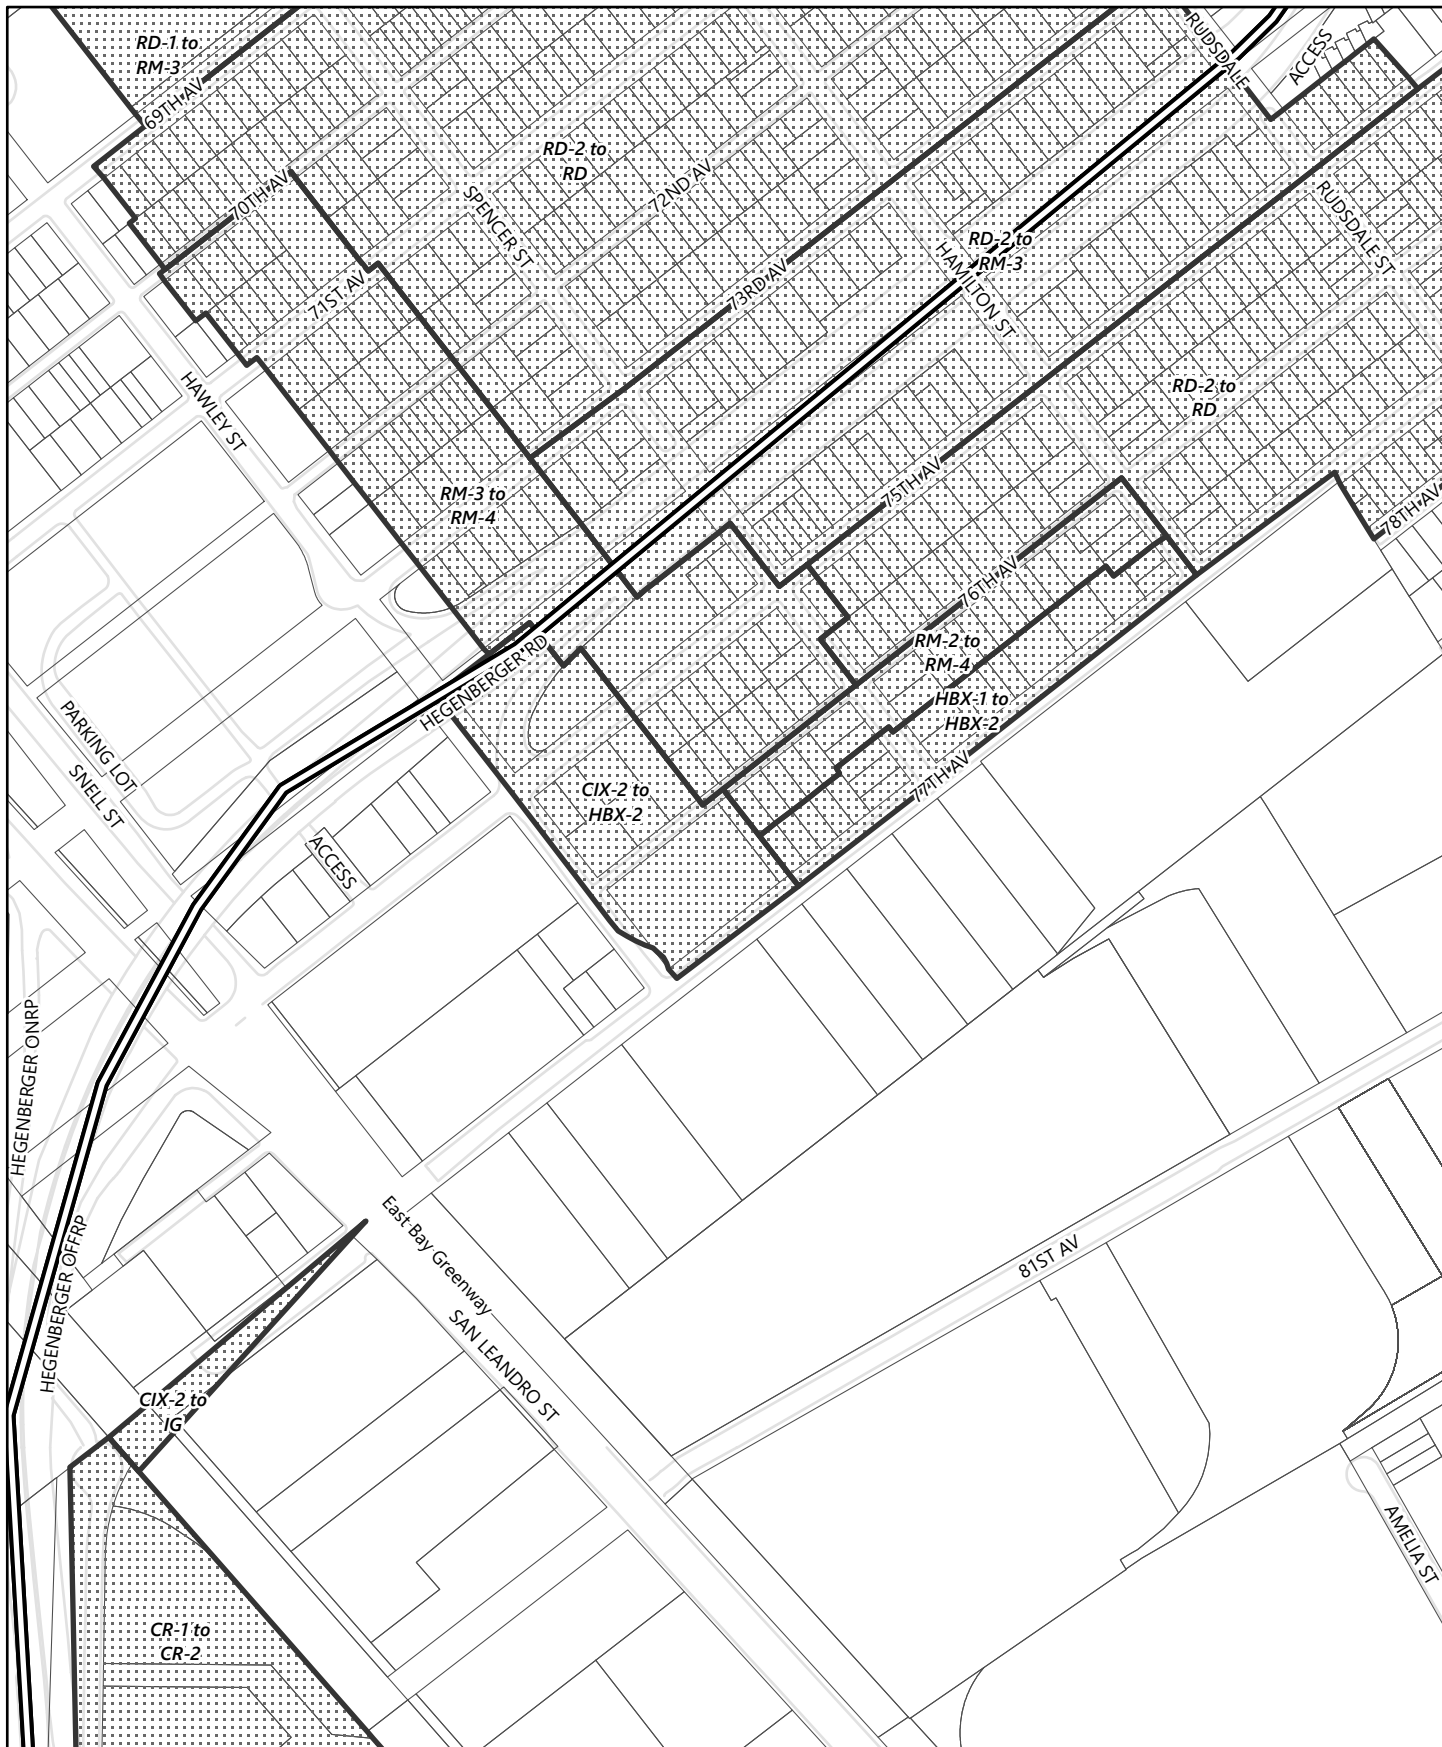 RD-1 to
RM-3
69TH AV
RUDSDALE
ACCESS
RD-2 to
RD
72ND AV
70TH AV
SPENCER ST
RUDSDALE ST
RD-2 to
RM-3
73RD AV
HAMILTON ST
71ST AV
HAWLEY ST
RD-2 to
RD
RM-3 to
RM-4
75TH AV
78TH AV
76TH AV
RM-2 to
RM-4
HEGENBERGER RD
HBX-1 to
HBX-2
PARKING LOT
SNELL ST
CIX-2 to
HBX-2
77TH AV
ACCESS
HEGENBERGER ONRP
HEGENBERGER OFFRP
East Bay Greenway
81ST AV
SAN LEANDRO ST
CIX-2 to
IG
AMELIA ST
CR-1 to
CR-2